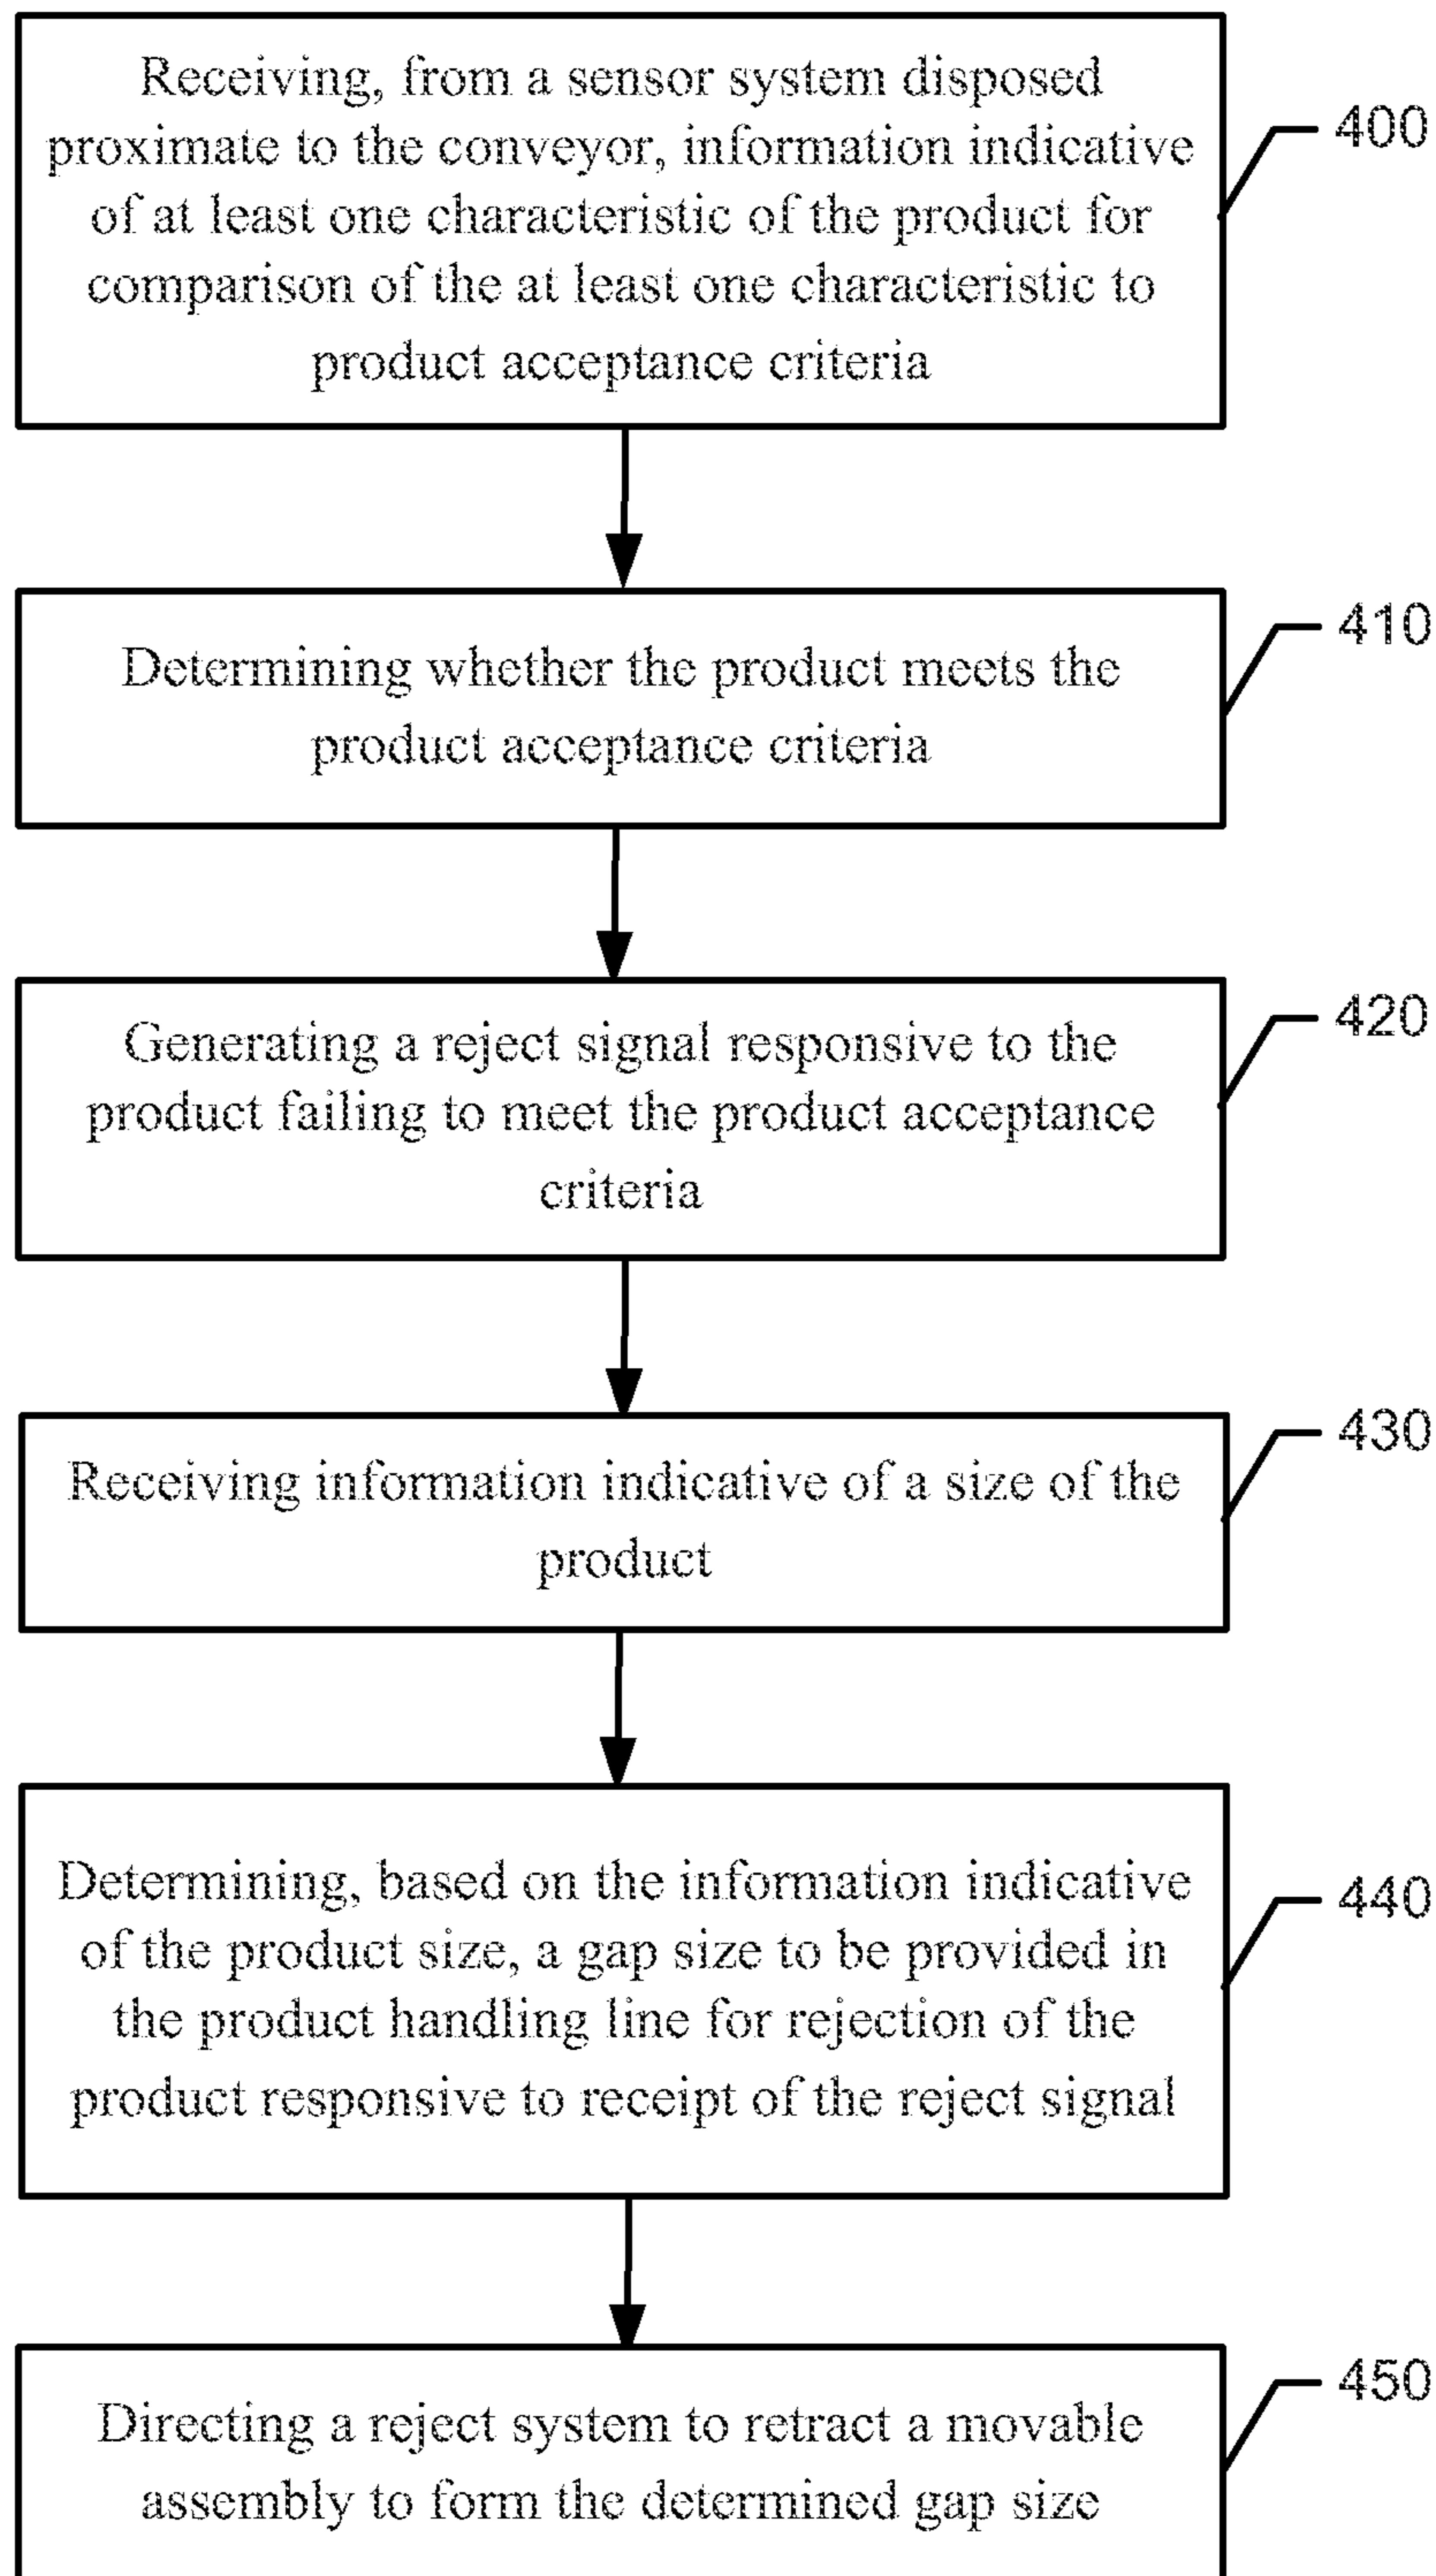 Receiving, from a sensor system disposed
proximate to the conveyor, information indicative
of at least one characteristic of the product for
comparison of the at least one characteristic to
product acceptance criteria
400
Determining whether the product meets the
product acceptance criteria
410
Generating a reject signal responsive to the
product failing to meet the product acceptance
criteria
420
Receiving information indicative of a size of the
product
430
Determining, based on the information indicative
of the product size, a gap size to be provided in
the product handling line for rejection of the
product responsive to receipt of the reject signal
440
Directing a reject system to retract a movable
assembly to form the determined gap size
450